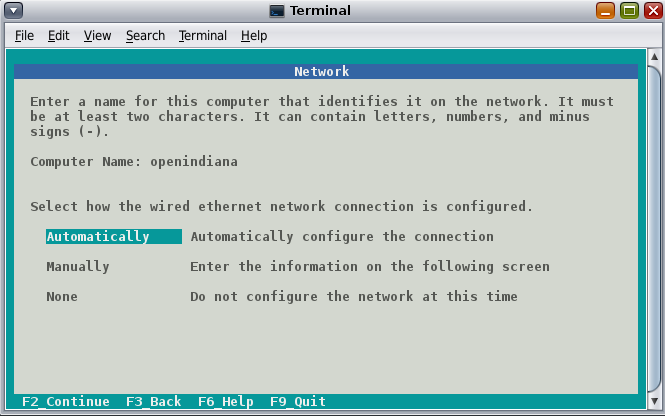 Terminal
File Edit View Search Terminal Help
Network
Enter a name for this computer that identifies it on the network. It must
be at least two characters. It can contain letters, numbers, and minus
signs (-).
Computer Name: openindiana
Select how the wired ethernet network connection is configured.
Automatically Automatically configure the connection
Manually Enter the information on the following screen
None Do not configure the network at this time
F2_Continue F3_Back F6_Help F9_Quit